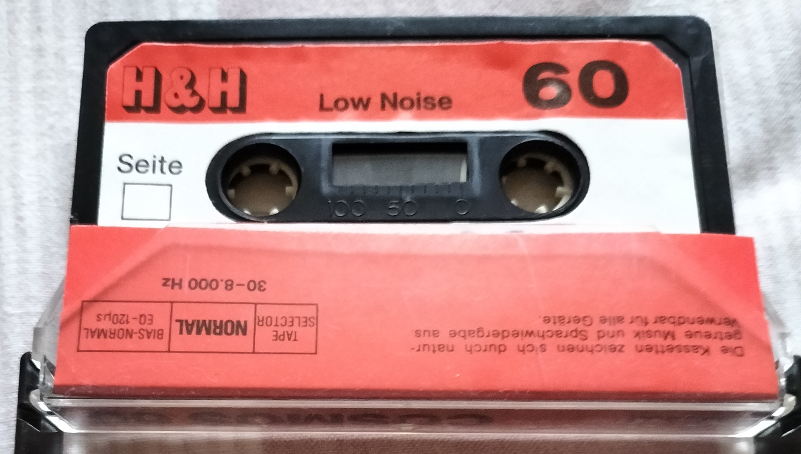 H&H
Low Noise
60
Seite
100 50 0
30-8.000 Hz
TAPE
SELECTOR
NORMAL
BIAS-NORMAL
EQ-120µs
Die Kassetten zeichnen sich durch natur-
getreue Musik und Sprachwiedergabe aus
Verwendbar für alle Geräte.